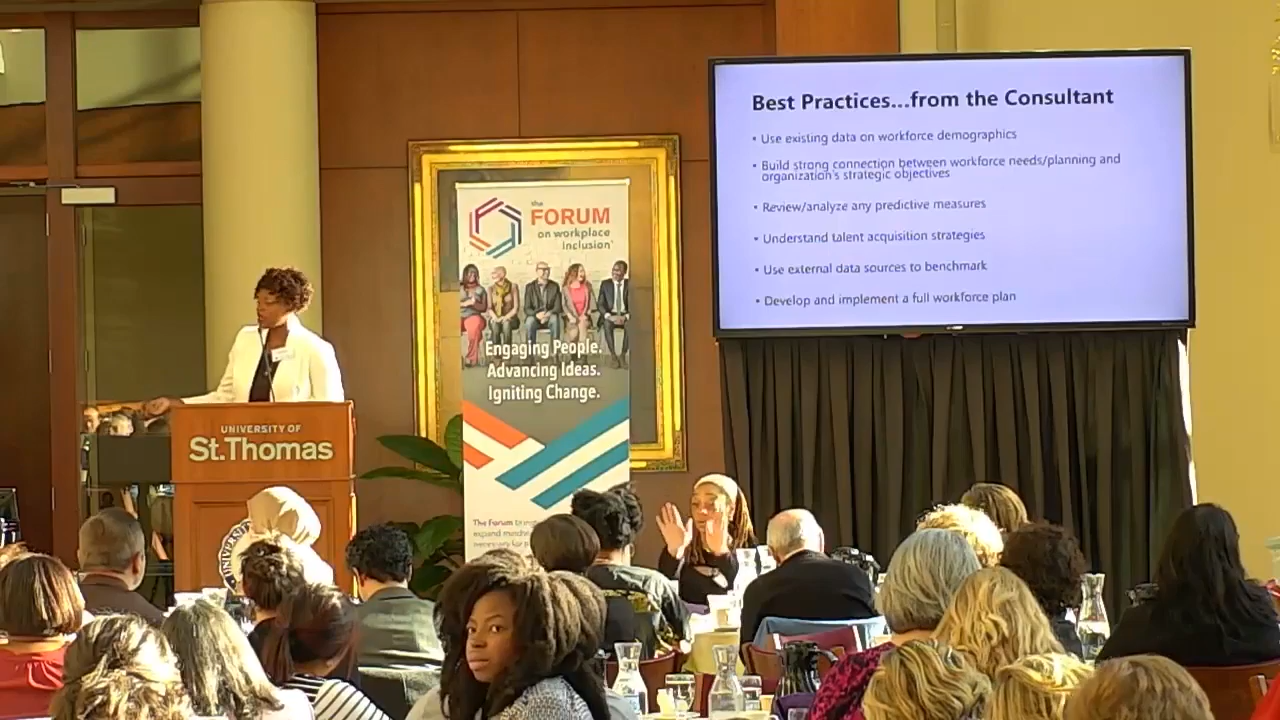 Best Practices...from the Consultant
• Use existing data on workforce demographics
• Build strong connection between workforce needs/planning and
organization's strategic objectives
• Review/analyze any predictive measures
• Understand talent acquisition strategies
• Use external data sources to benchmark
• Develop and implement a full workforce plan
the
FORUM
on workplace
inclusion
Engaging People.
Advancing Ideas.
Igniting Change.
The Forum
UNIVERSITY OF
St.Thomas
UNIVERSITY